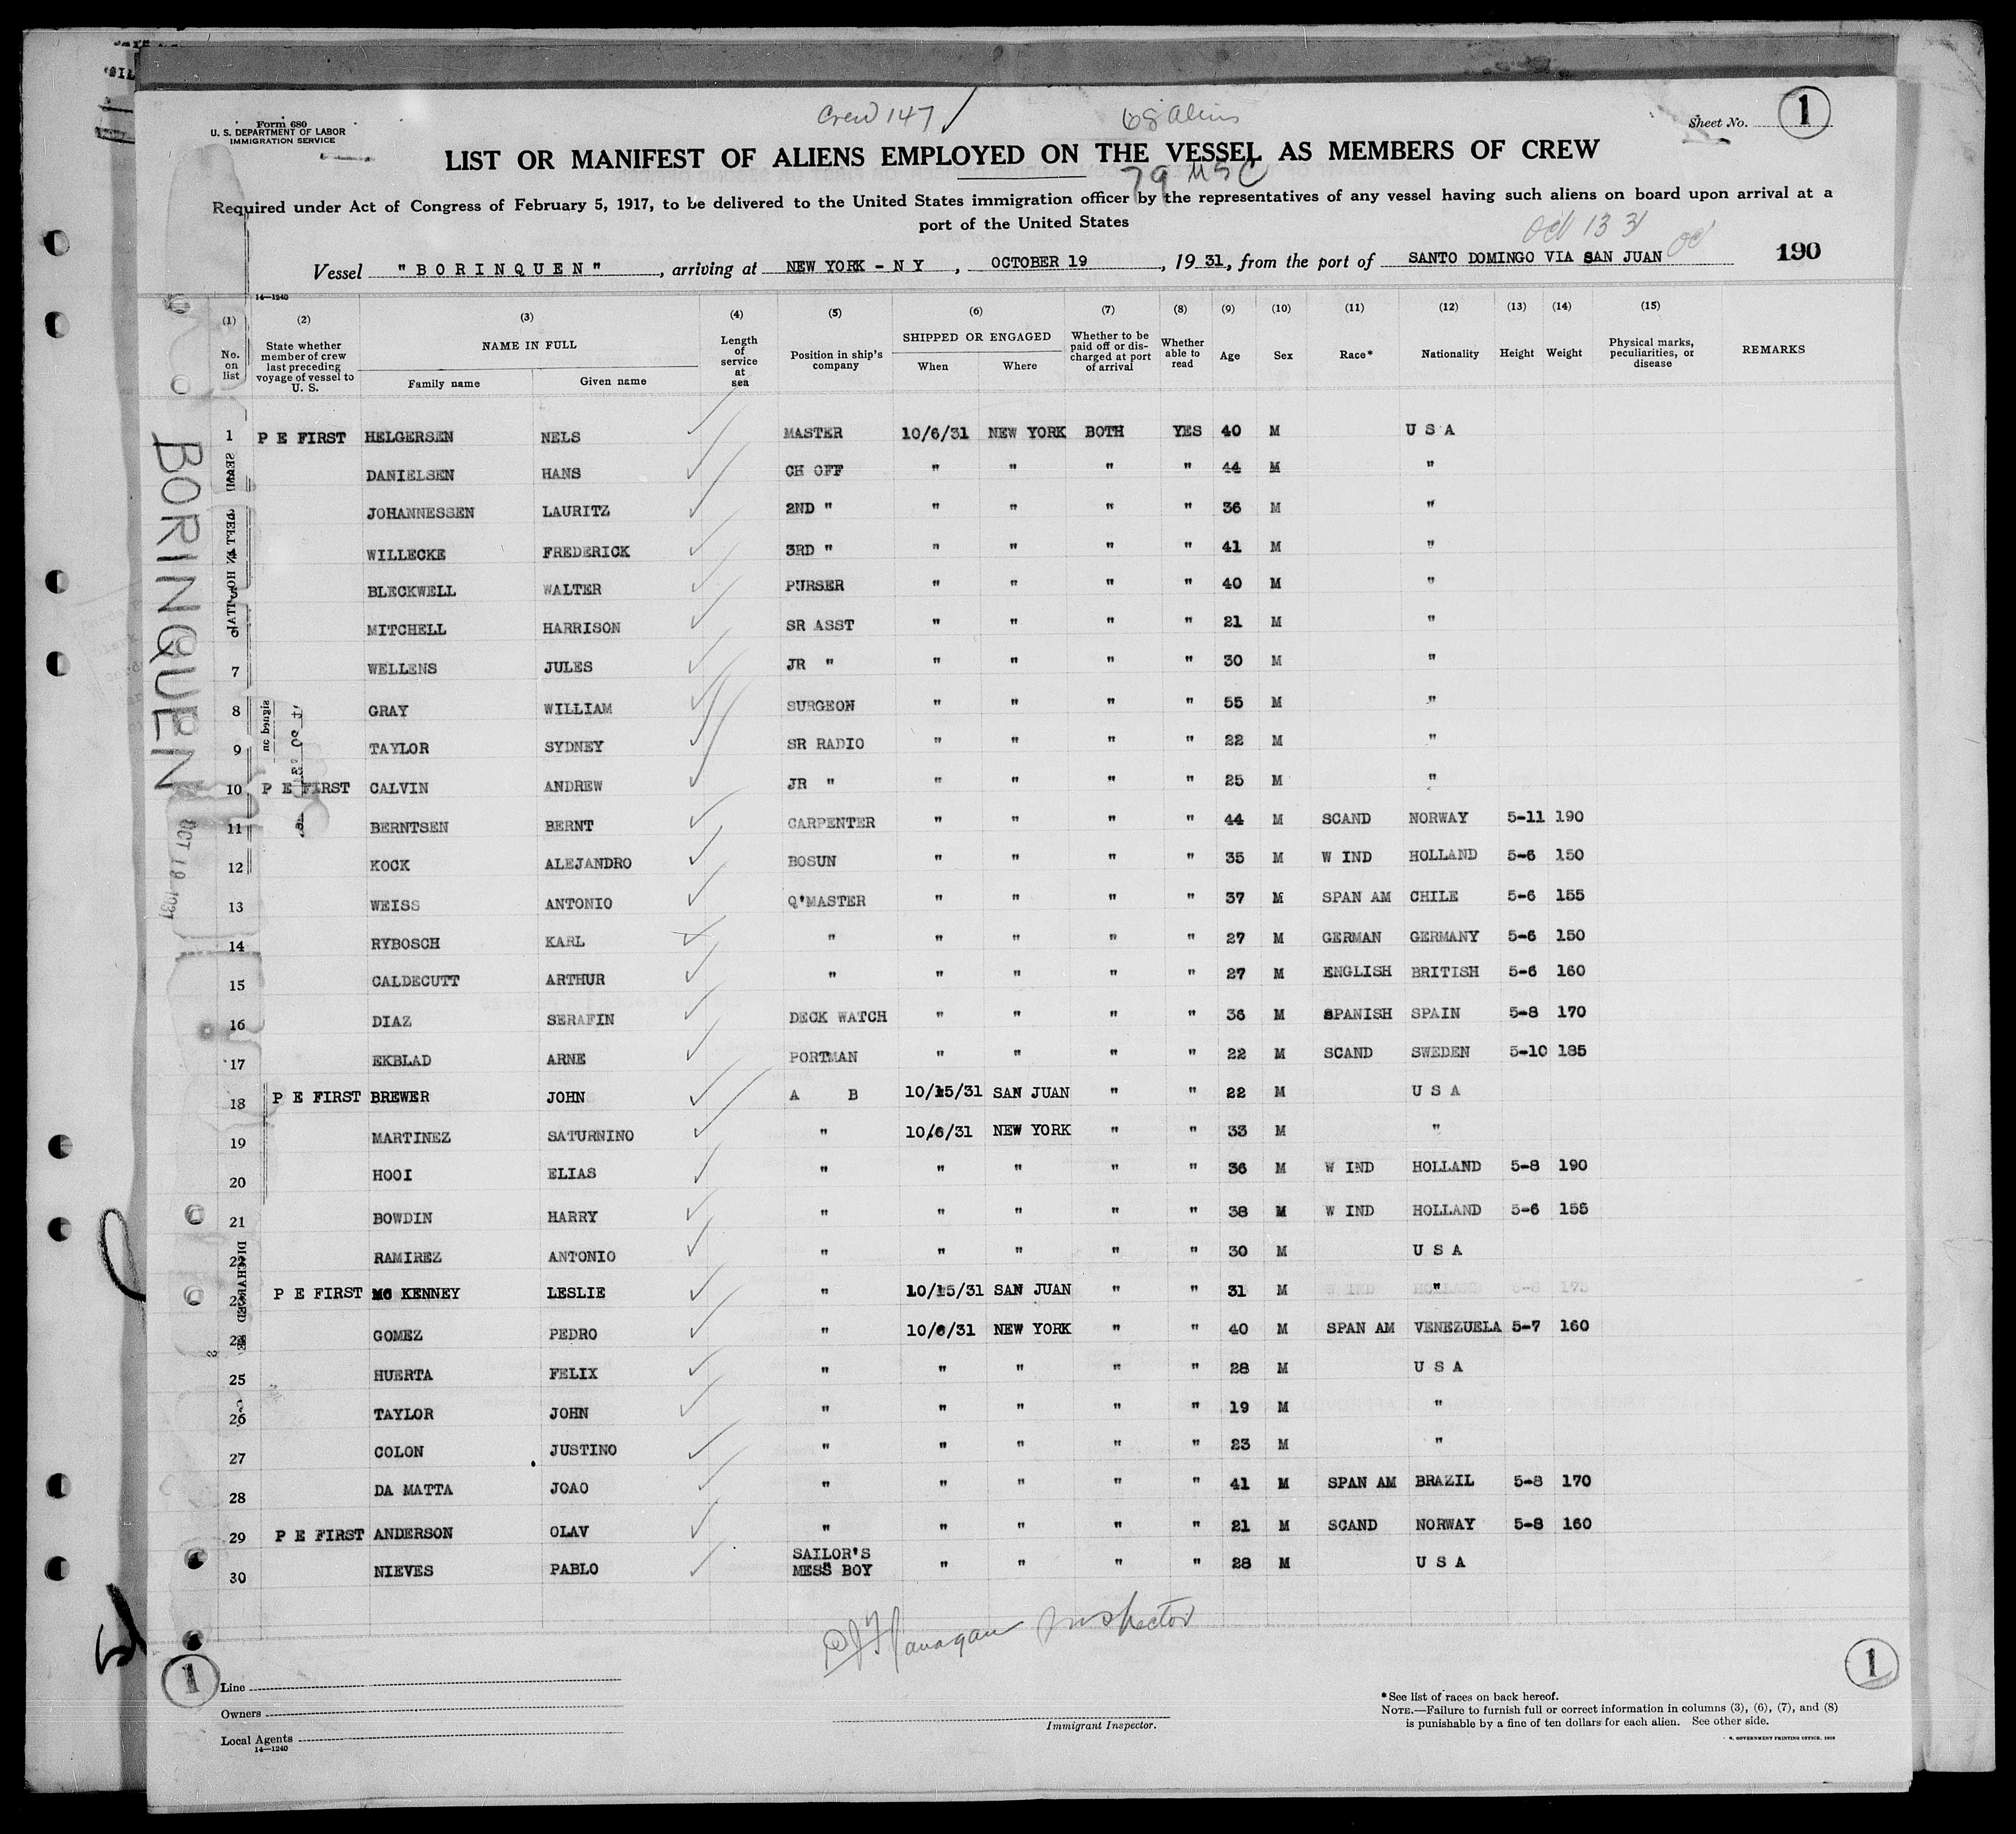 Crew 147 68 Aliens
Form 680
U. S. DEPARTMENT OF LABOR
IMMIGRATION SERVICE
Sheet No. 1
LIST OR MANIFEST OF ALIENS EMPLOYED ON THE VESSEL AS MEMBERS OF CREW
79 USC
Required under Act of Congress of February 5, 1917, to be delivered to the United States immigration officer by the representatives of any vessel having such aliens on board upon arrival at a
port of the United States
Oct 13 31
Vessel "BORINQUEN", arriving at NEW YORK - N Y, OCTOBER 19, 1931, from the port of SANTO DOMINGO VIA SAN JUAN 190
14—1240
(1) (2) (3) (4) (5) (6) (7) (8) (9) (10) (11) (12) (13) (14) (15)
No. on list
State whether member of crew last preceding voyage of vessel to U. S.
NAME IN FULL
Family name Given name
Length of service at sea
Position in ship's company
SHIPPED OR ENGAGED
When Where
Whether to be paid off or discharged at port of arrival
Whether able to read
Age Sex Race* Nationality Height Weight
Physical marks, peculiarities, or disease
REMARKS
1 P E FIRST HELGERSEN NELS MASTER 10/6/31 NEW YORK BOTH YES 40 M U S A
DANIELSEN HANS CH OFF " " " " 44 M "
JOHANNESSEN LAURITZ 2ND " " " " " 36 M "
WILLECKE FREDERICK 3RD " " " " " 41 M "
BLECKWELL WALTER PURSER " " " " 40 M "
MITCHELL HARRISON SR ASST " " " " 21 M "
7 WELLENS JULES JR " " " " " 30 M "
8 GRAY WILLIAM SURGEON " " " " 55 M "
9 TAYLOR SYDNEY SR RADIO " " " " 22 M "
10 P E FIRST CALVIN ANDREW JR " " " " " 25 M "
11 BERNTSEN BERNT CARPENTER " " " " 44 M SCAND NORWAY 5-11 190
12 KOCK ALEJANDRO BOSUN " " " " 35 M W IND HOLLAND 5-6 150
13 WEISS ANTONIO Q'MASTER " " " " 37 M SPAN AM CHILE 5-6 155
14 RYBOSCH KARL " " " " " 27 M GERMAN GERMANY 5-6 150
15 CALDECUTT ARTHUR " " " " " 27 M ENGLISH BRITISH 5-6 160
16 DIAZ SERAFIN DECK WATCH " " " " 36 M SPANISH SPAIN 5-8 170
17 EKBLAD ARNE PORTMAN " " " " 22 M SCAND SWEDEN 5-10 185
18 P E FIRST BREWER JOHN A B 10/15/31 SAN JUAN " " 22 M U S A
19 MARTINEZ SATURNINO " 10/6/31 NEW YORK " " 33 M "
20 HOOI ELIAS " " " " " 36 M W IND HOLLAND 5-8 190
21 BOWDIN HARRY " " " " " 38 M W IND HOLLAND 5-6 155
22 RAMIREZ ANTONIO " " " " " 30 M U S A
23 P E FIRST MC KENNEY LESLIE " 10/15/31 SAN JUAN " " 31 M "
24 GOMEZ PEDRO " 10/6/31 NEW YORK " " 40 M SPAN AM VENEZUELA 5-7 160
25 HUERTA FELIX " " " " " 28 M U S A
26 TAYLOR JOHN " " " " " 19 M "
27 COLON JUSTINO " " " " " 23 M "
28 DA MATTA JOAO " " " " " 41 M SPAN AM BRAZIL 5-8 170
29 P E FIRST ANDERSON OLAV " " " " " 21 M SCAND NORWAY 5-8 160
30 NIEVES PABLO SAILOR'S MESS BOY " " " " 28 M U S A
BORINQUEN
OCT 19 1931
Flanagan Inspector
1
1
Line
Owners
Local Agents
14—1240
Immigrant Inspector.
*See list of races on back hereof.
NOTE.—Failure to furnish full or correct information in columns (3), (6), (7), and (8)
is punishable by a fine of ten dollars for each alien. See other side.
GOVERNMENT PRINTING OFFICE